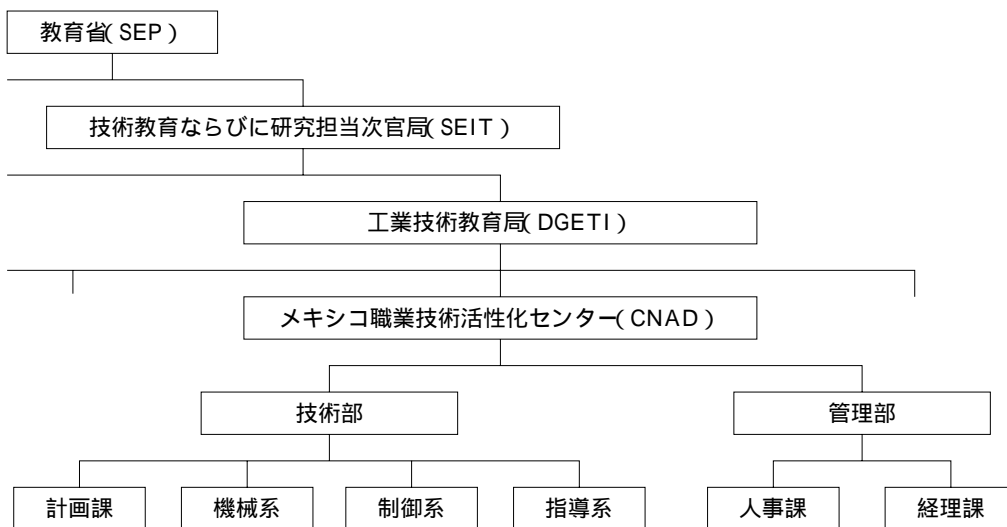 教育省(SEP)
技術教育ならびに研究担当次官局(SEIT)
工業技術教育局(DGETI)
メキシコ職業技術活性化センター(CNAD)
技術部 管理部
計画課 機械系 制御系 指導系 人事課 経理課